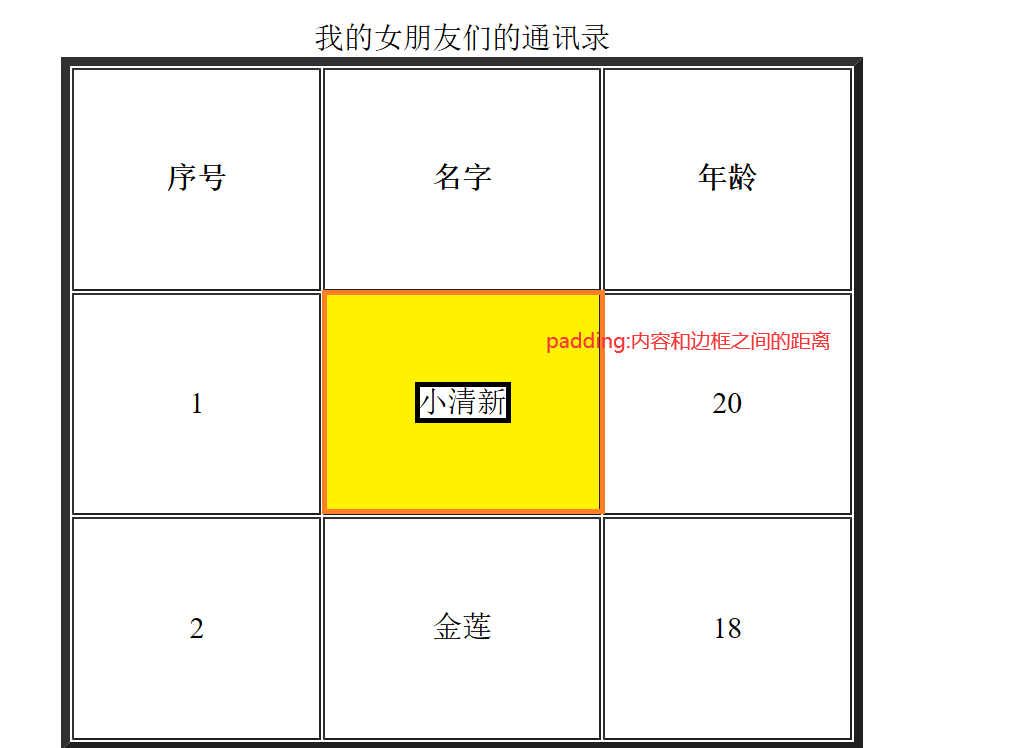 我的女朋友们的通讯录
序号 名字 年龄
padding:内容和边框之间的距离
1 小清新 20
2 金莲 18